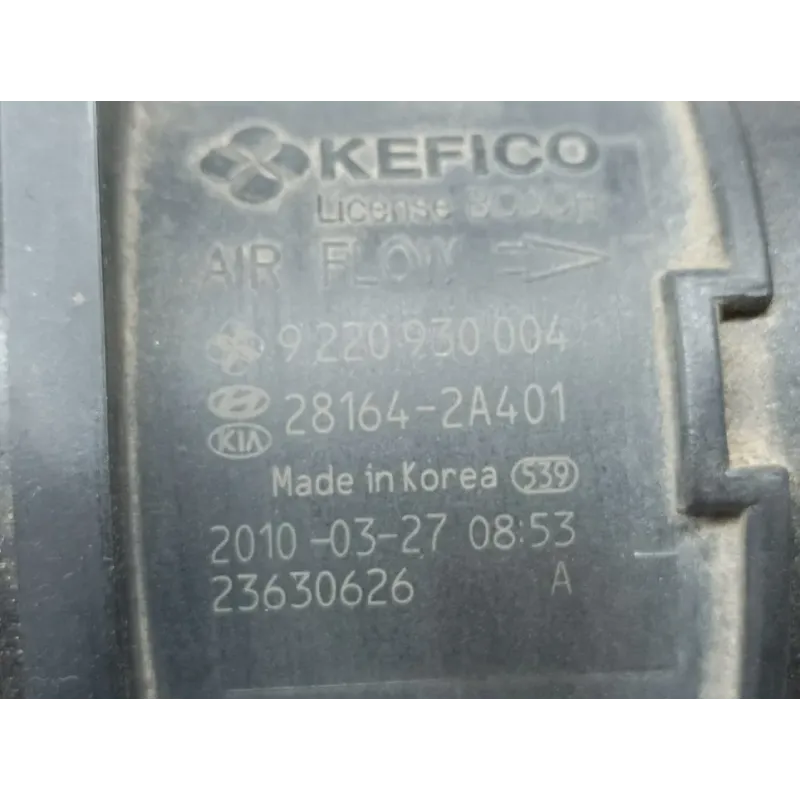 KEFICO
License BOSCH
AIR FLOW
9 220 930 004
28164-2A401
KIA
Made in Korea 539
2010-03-27 08:53
23630626 A